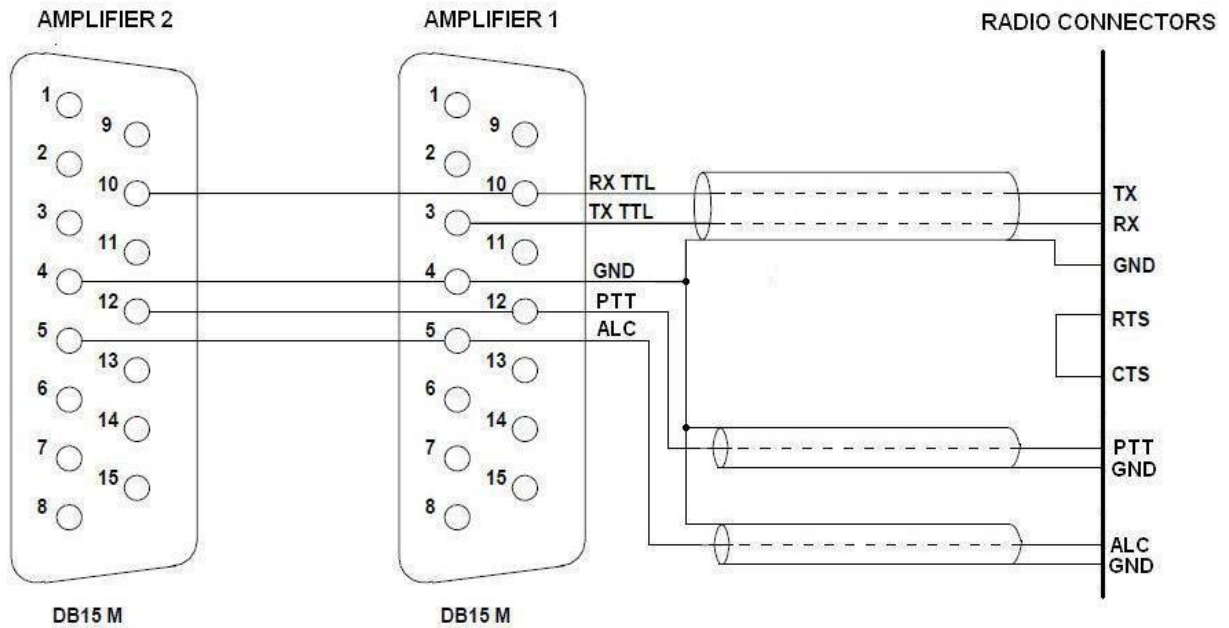 AMPLIFIER 2
AMPLIFIER 1
RADIO CONNECTORS
1
9
2
10
3
11
4
12
5
13
6
14
7
15
8
DB15 M
1
9
2
10
3
11
4
12
5
13
6
14
7
15
8
DB15 M
RX TTL
TX TTL
GND
PTT
ALC
TX
RX
GND
RTS
CTS
PTT
GND
ALC
GND